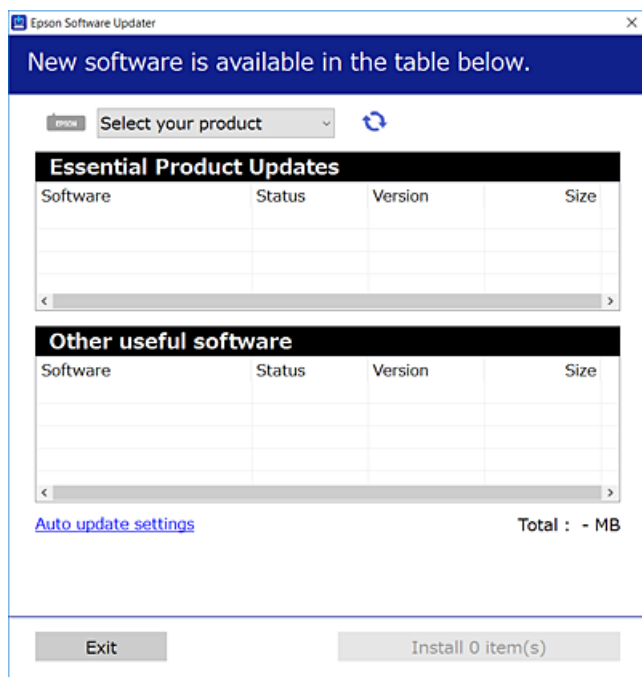 Epson Software Updater
New software is available in the table below.
EPSON Select your product
Essential Product Updates
Software Status Version Size
Other useful software
Software Status Version Size
Auto update settings Total : - MB
Exit Install 0 item(s)